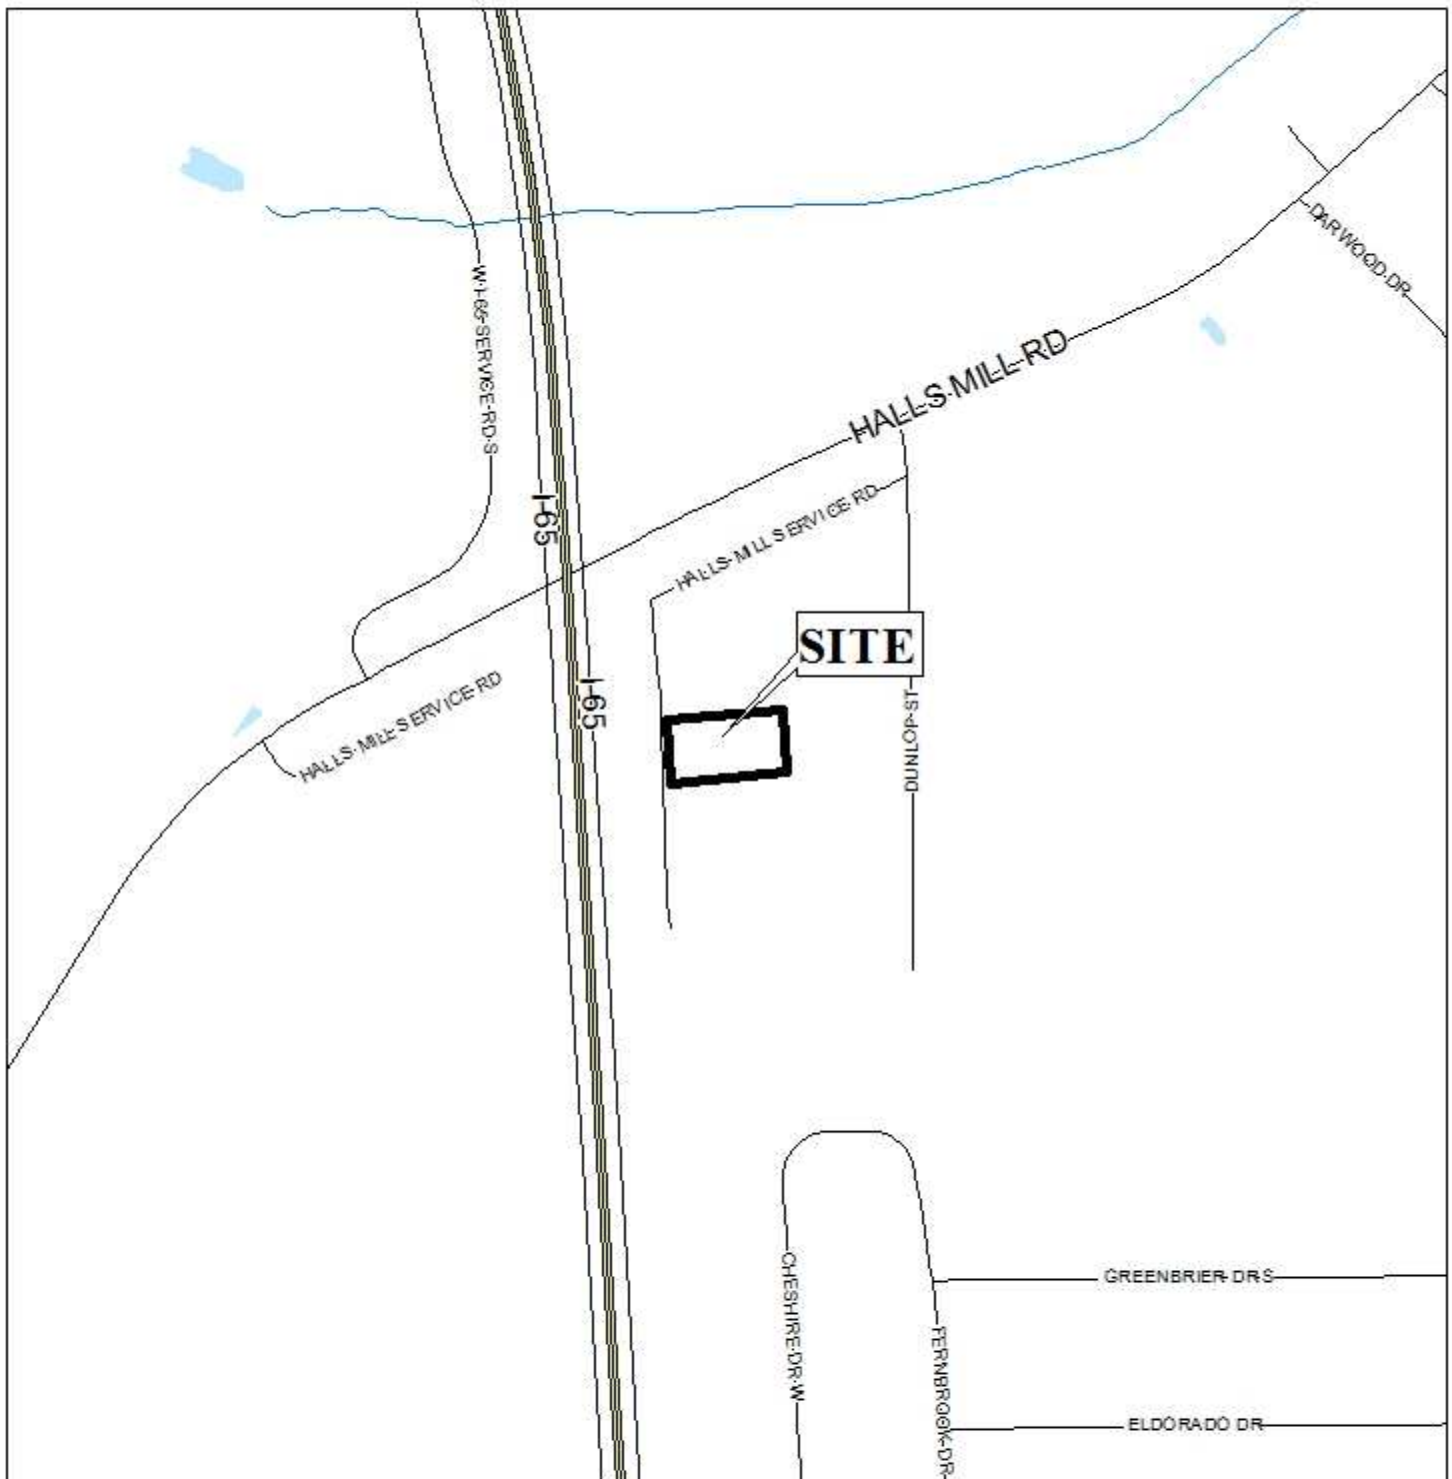 DARWOOD DR
W I-65 SERVICE RD S
HALLS MILL RD
I-65
HALLS MILL SERVICE RD
SITE
HALLS MILL SERVICE RD
I-65
DUNLOP ST
CHESHIRE DR W
GREENBRIER DR S
FERNBROOK DR
ELDORADO DR